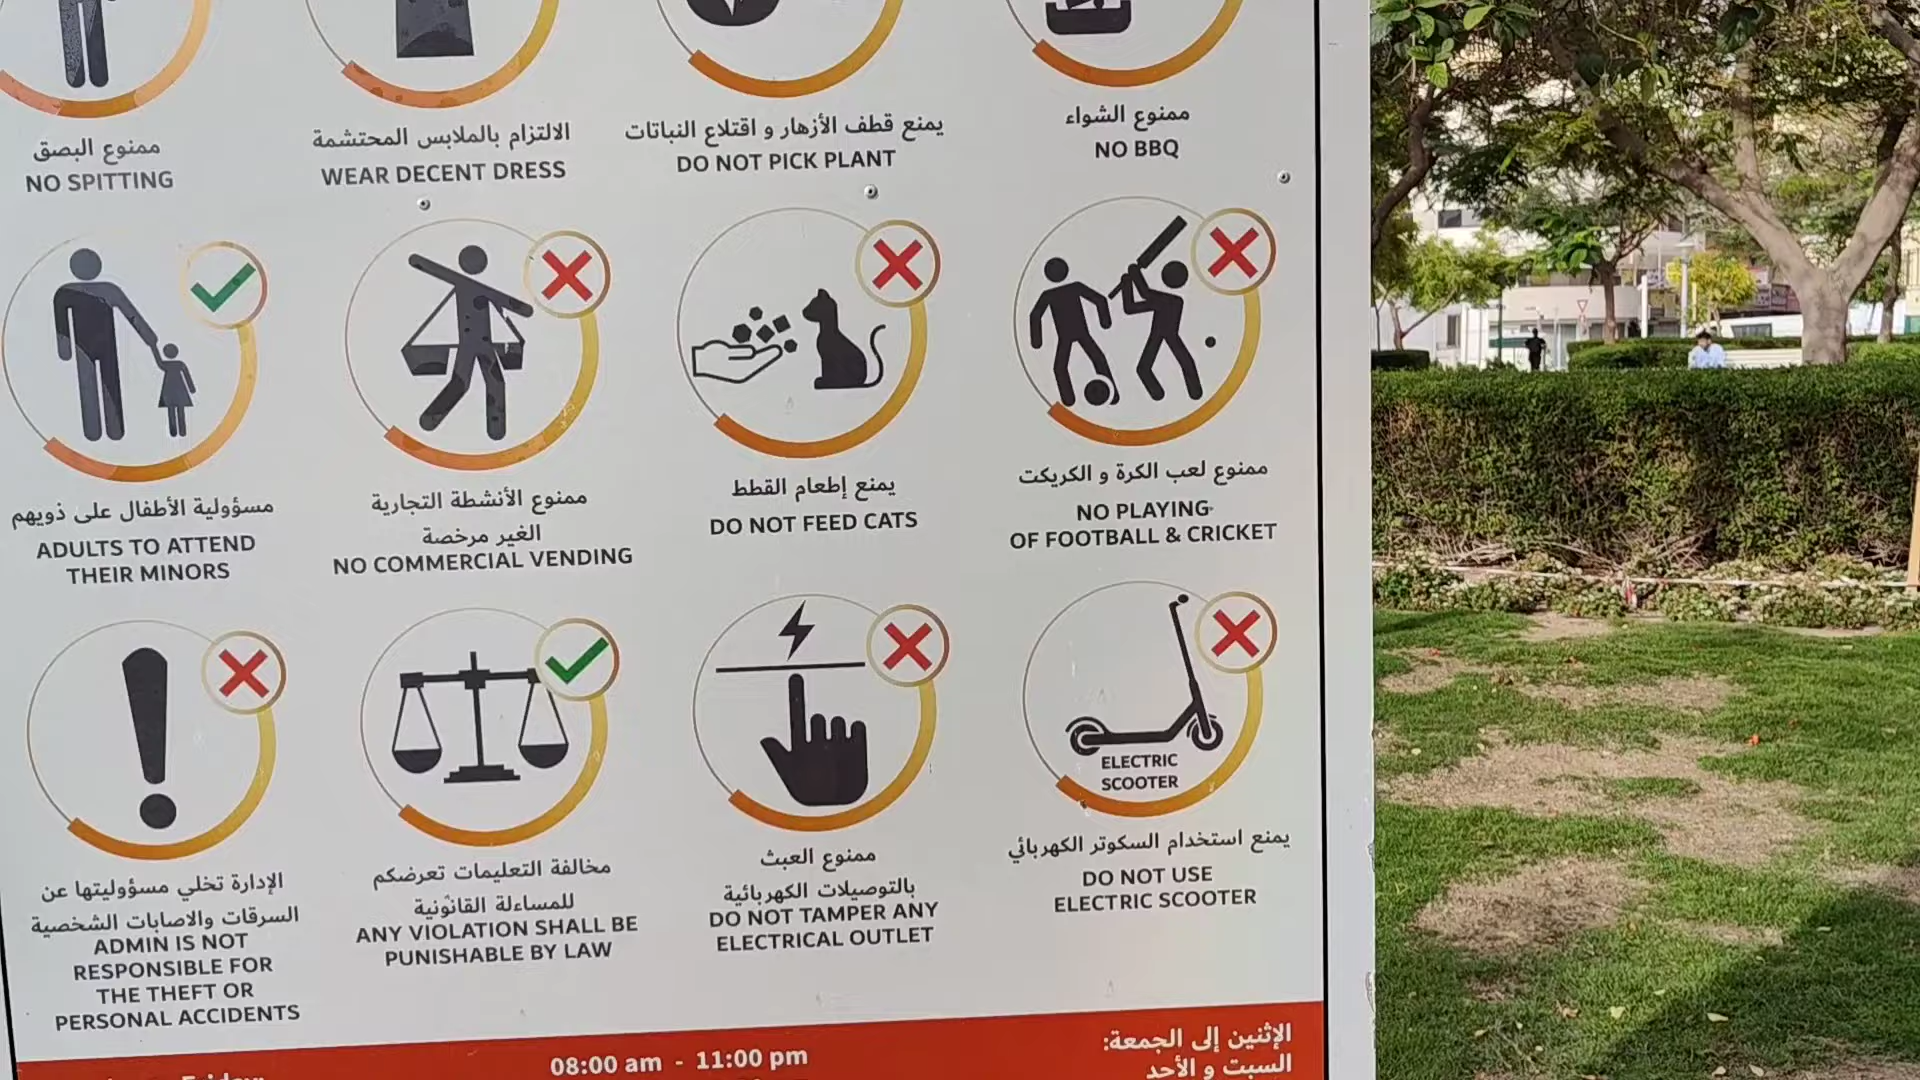 ممنوع البصق
NO SPITTING
الالتزام بالملابس المحتشمة
WEAR DECENT DRESS
يمنع قطف الأزهار و اقتلاع النباتات
DO NOT PICK PLANT
ممنوع الشواء
NO BBQ
مسؤولية الأطفال على ذويهم
ADULTS TO ATTEND
THEIR MINORS
ممنوع الأنشطة التجارية
الغير مرخصة
NO COMMERCIAL VENDING
يمنع إطعام القطط
DO NOT FEED CATS
ممنوع لعب الكرة و الكريكت
NO PLAYING
OF FOOTBALL & CRICKET
الإدارة تخلي مسؤوليتها عن
السرقات والاصابات الشخصية
ADMIN IS NOT
RESPONSIBLE FOR
THE THEFT OR
PERSONAL ACCIDENTS
مخالفة التعليمات تعرضكم
للمساءلة القانونية
ANY VIOLATION SHALL BE
PUNISHABLE BY LAW
ممنوع العبث
بالتوصيلات الكهربائية
DO NOT TAMPER ANY
ELECTRICAL OUTLET
ELECTRIC
SCOOTER
يمنع استخدام السكوتر الكهربائي
DO NOT USE
ELECTRIC SCOOTER
08:00 am - 11:00 pm
الإثنين إلى الجمعة:
السبت و الأحد